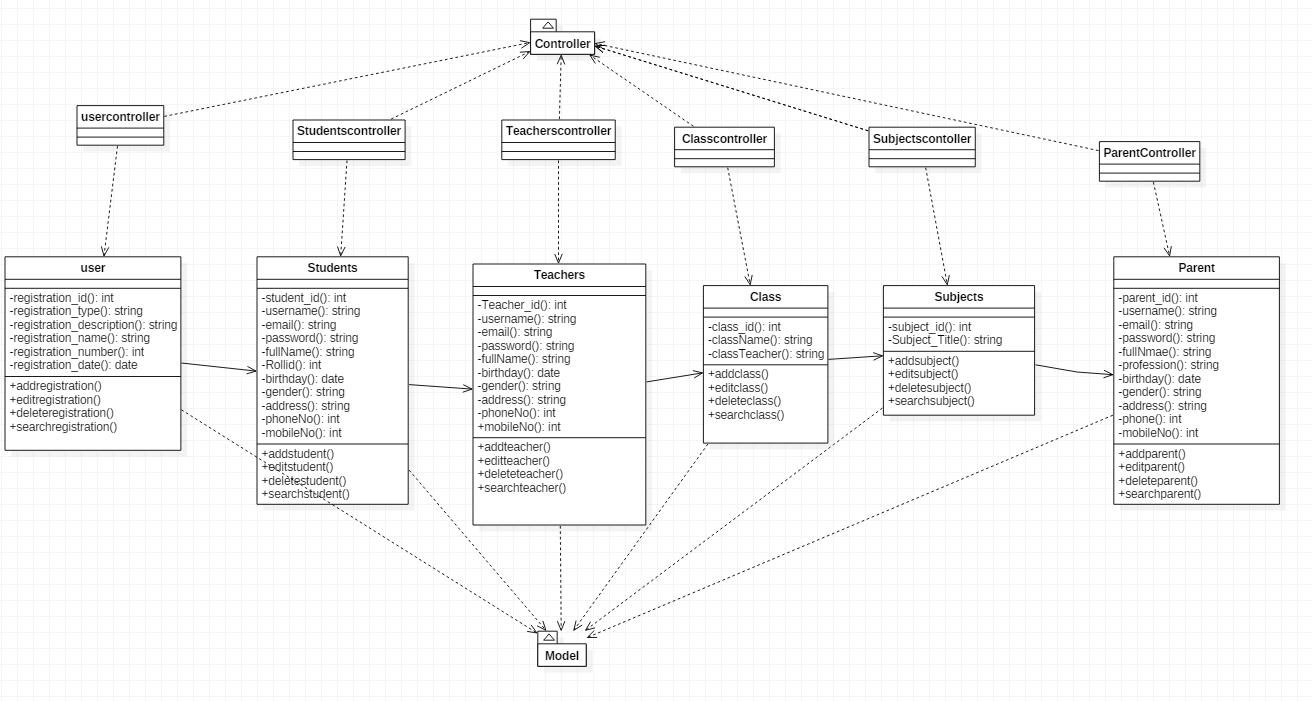 Controller
usercontroller
Studentscontroller
Teacherscontroller
Classcontroller
Subjectscontoller
ParentController
user
-registration_id(): int
-registration_type(): string
-registration_description(): string
-registration_name(): string
-registration_number(): int
-registration_date(): date
+addregistration()
+editregistration()
+deleteregistration()
+searchregistration()
Students
-student_id(): int
-username(): string
-email(): string
-password(): string
-fullName(): string
-Rollid(): int
-birthday(): date
-gender(): string
-address(): string
-phoneNo(): int
-mobileNo(): int
+addstudent()
+editstudent()
+deletestudent()
+searchstudent()
Teachers
-Teacher_id(): int
-username(): string
-email(): string
-password(): string
-fullName(): string
-birthday(): date
-gender(): string
-address(): string
-phoneNo(): int
+mobileNo(): int
+addteacher()
+editteacher()
+deleteteacher()
+searchteacher()
Class
-class_id(): int
-className(): string
-classTeacher(): string
+addclass()
+editclass()
+deleteclass()
+searchclass()
Subjects
-subject_id(): int
-Subject_Title(): string
+addsubject()
+editsubject()
+deletesubject()
+searchsubject()
Parent
-parent_id(): int
-username(): string
-email(): string
-password(): string
-fullNmae(): string
-profession(): string
-birthday(): date
-gender(): string
-address(): string
-phone(): int
-mobileNo(): int
+addparent()
+editparent()
+deleteparent()
+searchparent()
Model